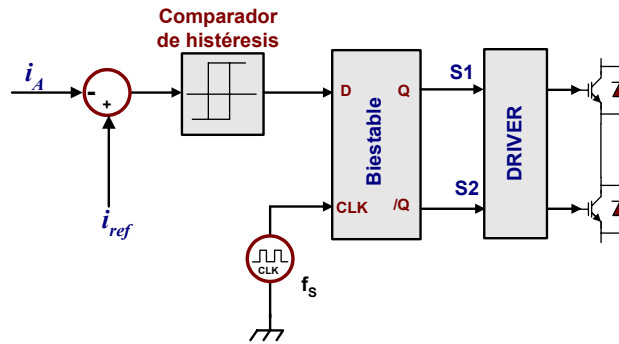 Comparador
de histéresis
i_A
-
+
i_ref
D
Q
Biestable
CLK
/Q
S1
S2
DRIVER
CLK
f_S